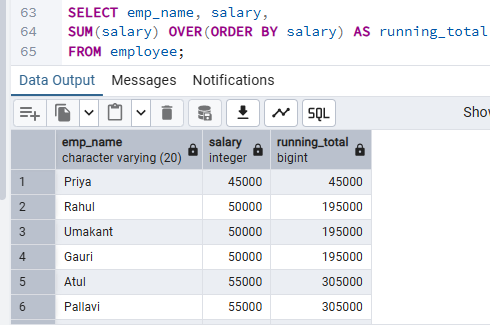 63 SELECT emp_name, salary,
64 SUM(salary) OVER(ORDER BY salary) AS running_total
65 FROM employee;
Data Output Messages Notifications
SQL
emp_name salary running_total
character varying (20) integer bigint
1 Priya 45000 45000
2 Rahul 50000 195000
3 Umakant 50000 195000
4 Gauri 50000 195000
5 Atul 55000 305000
6 Pallavi 55000 305000